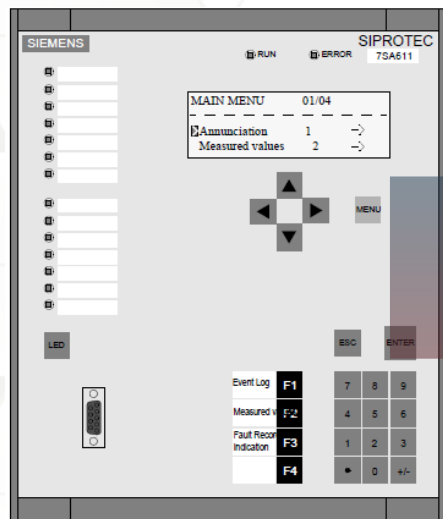 SIEMENS
SIPROTEC
RUN
ERROR
7SA611
MAIN MENU 01/04
Annunciation 1 ->
Measured values 2 ->
MENU
LED
ESC
ENTER
Event Log F1
7 8 9
Measured v F2
4 5 6
Fault Recor
Indication F3
1 2 3
F4
0 +/-